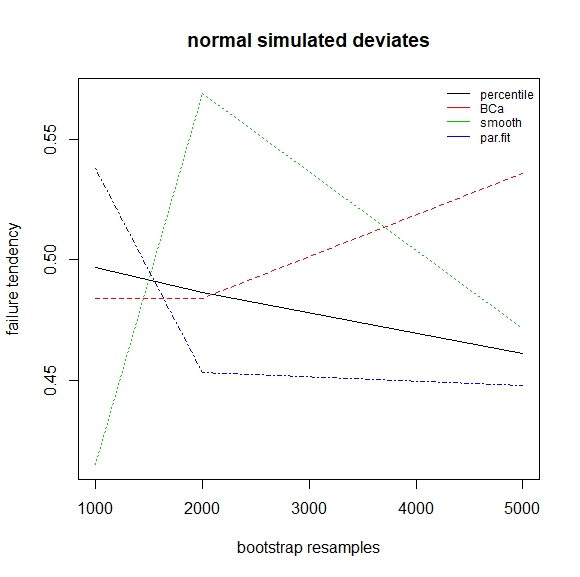 normal simulated deviates
percentile
BCa
smooth
par.fit
0.55
0.50
0.45
failure tendency
1000 2000 3000 4000 5000
bootstrap resamples